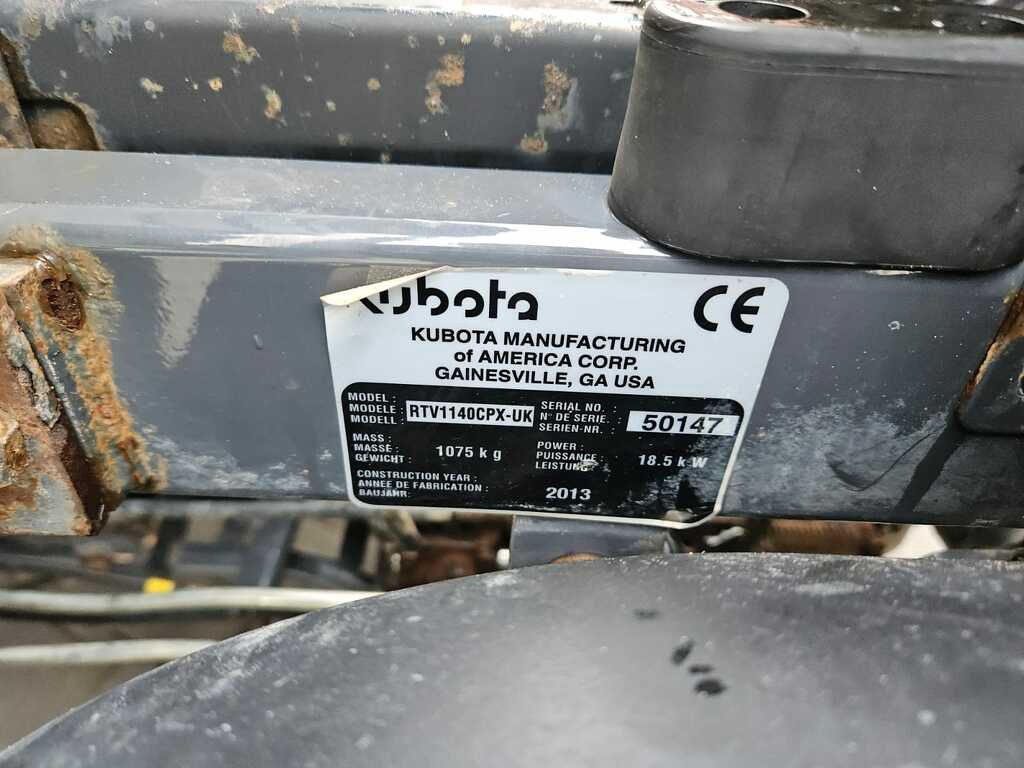 Kubota CE
KUBOTA MANUFACTURING
of AMERICA CORP.
GAINESVILLE, GA USA
MODEL :
MODELE :
MODELL :
RTV1140CPX-UK
SERIAL NO. :
N° DE SERIE :
SERIEN-NR. :
50147
MASS :
MASSE :
GEWICHT :
1075 kg
POWER :
PUISSANCE :
LEISTUNG
18.5 kW
CONSTRUCTION YEAR :
ANNEE DE FABRICATION :
BAUJAHR
2013